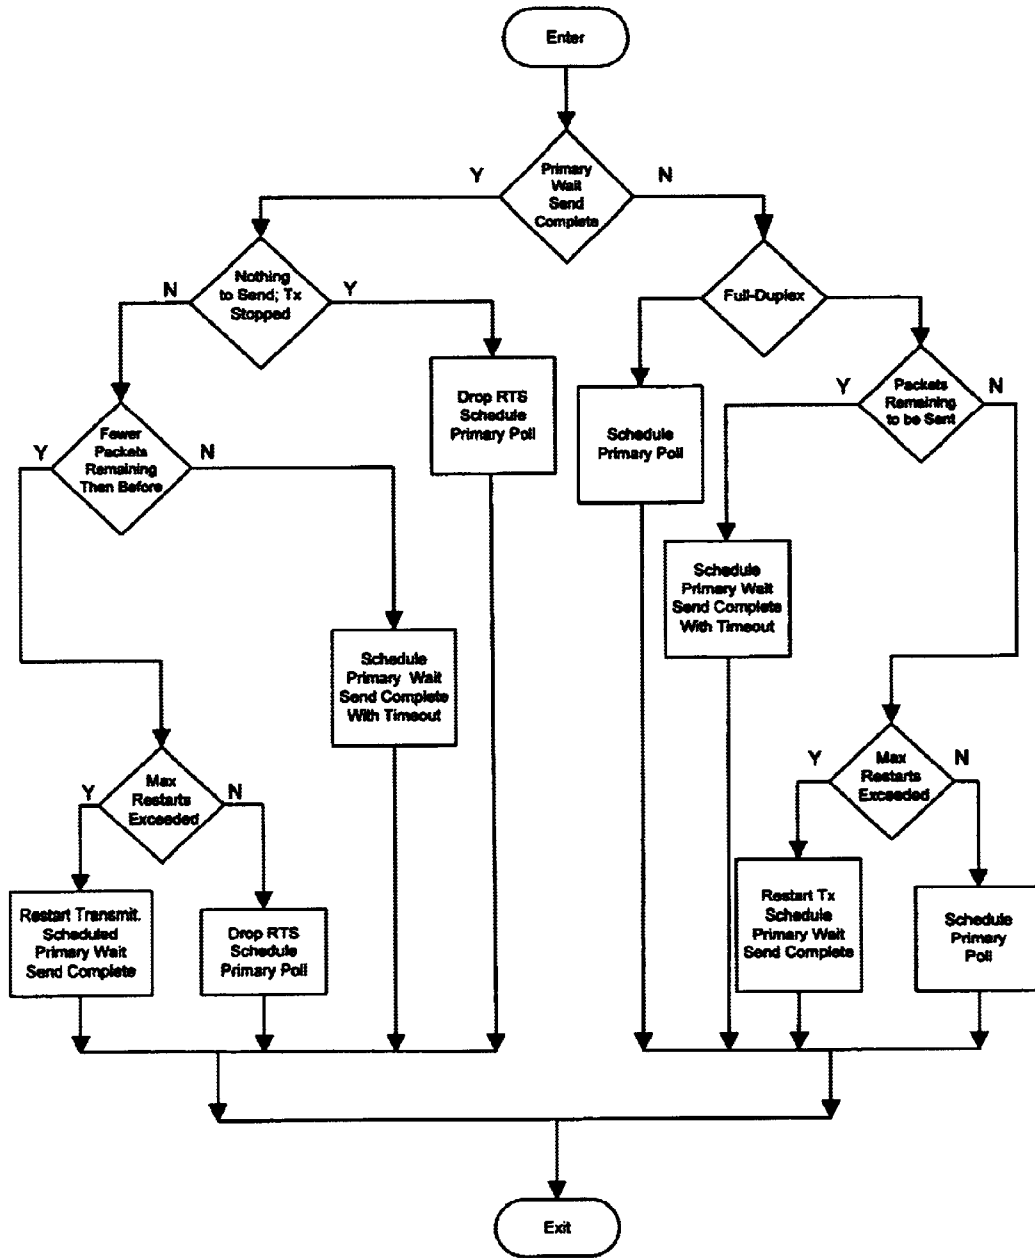 Enter
Primary
Wait
Send
Complete
Y
N
Nothing
to Send; Tx
Stopped
N
Y
Full-Duplex
Drop RTS
Schedule
Primary Poll
Schedule
Primary Poll
Packets
Remaining
to be Sent
Y
N
Fewer
Packets
Remaining
Then Before
Y
N
Schedule
Primary Wait
Send Complete
With Timeout
Schedule
Primary Wait
Send Complete
With Timeout
Max
Restarts
Exceeded
Y
N
Max
Restarts
Exceeded
Y
N
Restart Transmit.
Scheduled
Primary Wait
Send Complete
Drop RTS
Schedule
Primary Poll
Restart Tx
Schedule
Primary Wait
Send Complete
Schedule
Primary
Poll
Exit